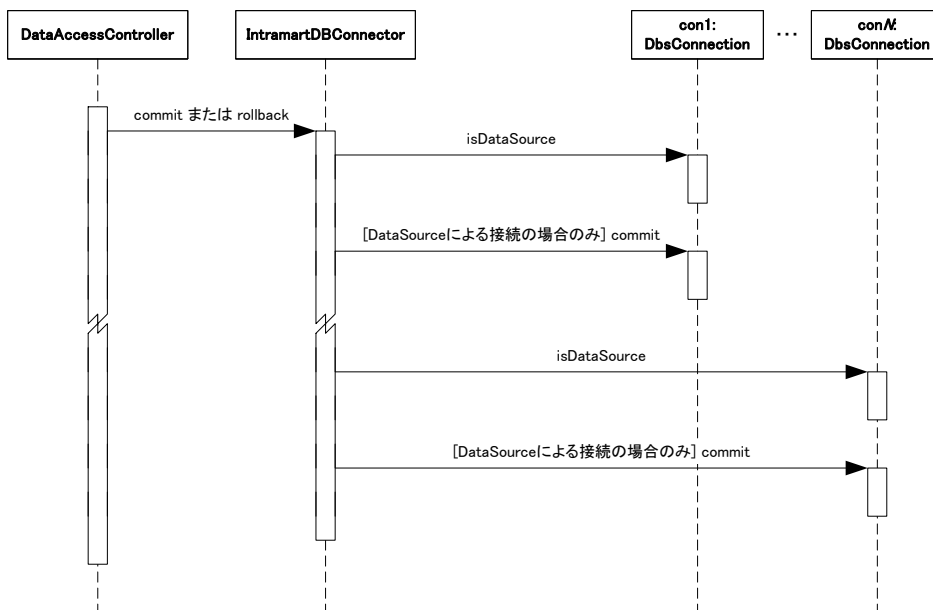 DataAccessController
IntramartDBConnector
con1:
DbsConnection
...
conN:
DbsConnection
commit または rollback
isDataSource
[DataSourceによる接続の場合のみ] commit
isDataSource
[DataSourceによる接続の場合のみ] commit